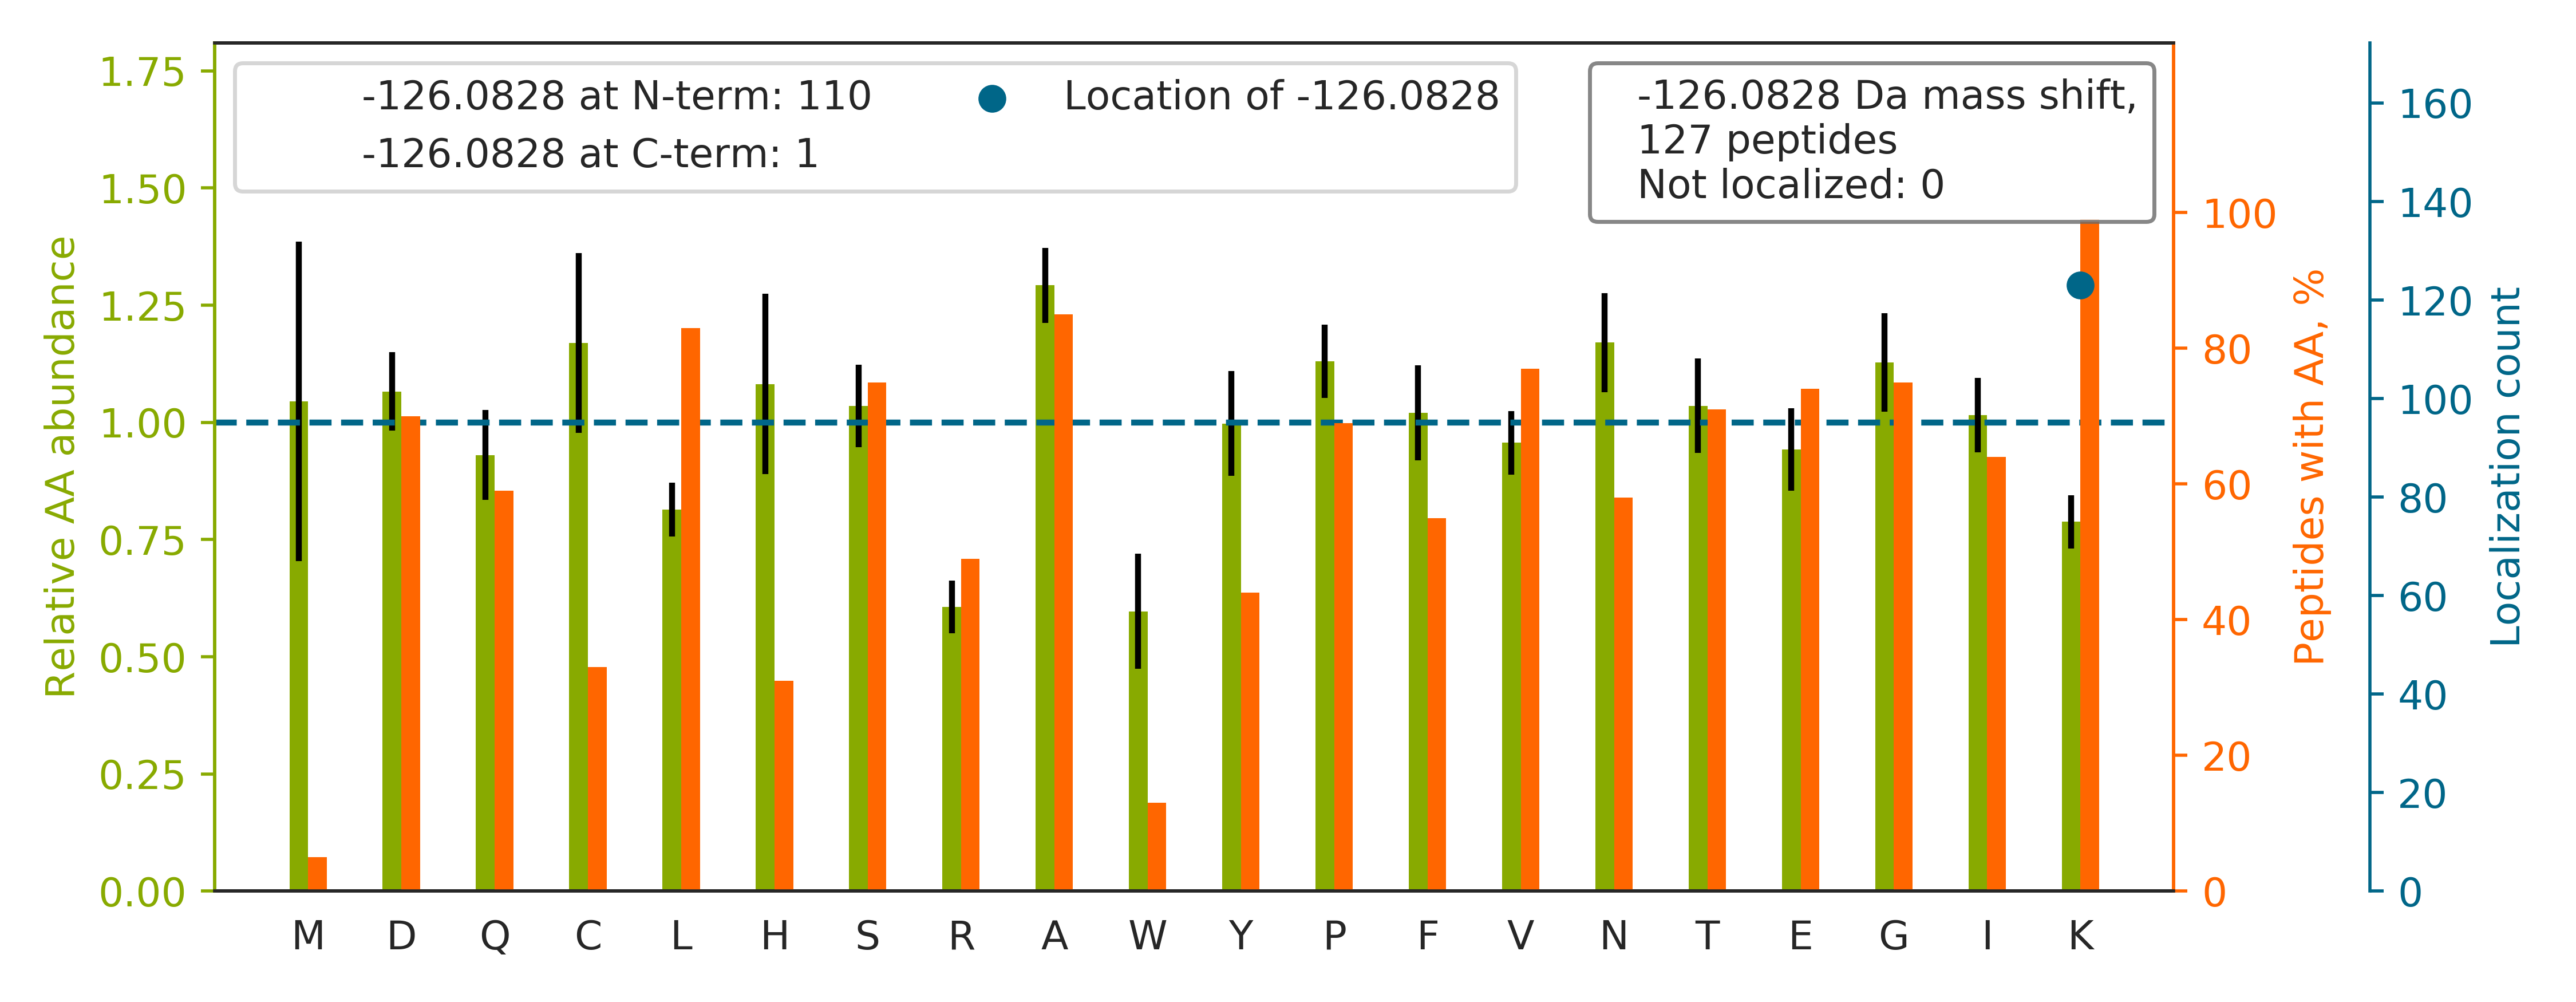 -126.0828 at N-term: 110
-126.0828 at C-term: 1
Location of -126.0828
-126.0828 Da mass shift,
127 peptides
Not localized: 0
Relative AA abundance
1.75
1.50
1.25
1.00
0.75
0.50
0.25
0.00
M D Q C L H S R A W Y P F V N T E G I K
100
80
60
40
20
0
Peptides with AA, %
160
140
120
100
80
60
40
20
0
Localization count